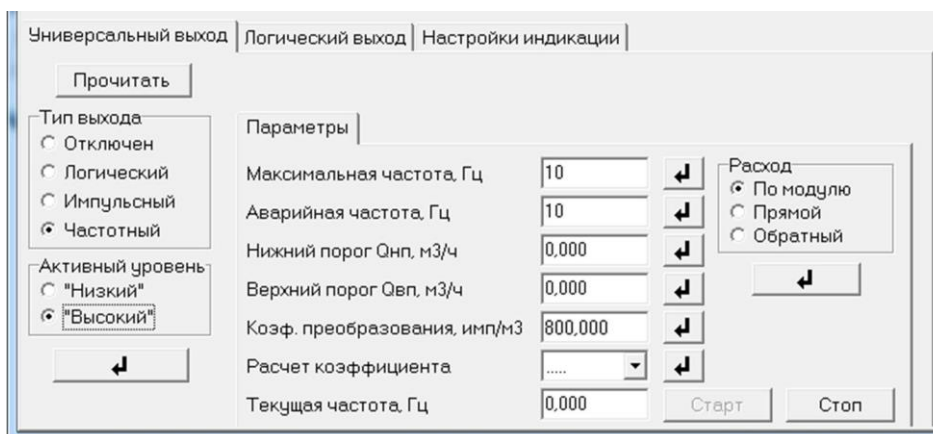 Универсальный выход Логический выход Настройки индикации
Прочитать
Тип выхода
Отключен
Логический
Импульсный
Частотный
Активный уровень
"Низкий"
"Высокий"
Параметры
Максимальная частота, Гц 10
Аварийная частота, Гц 10
Нижний порог Qнп, м3/ч 0,000
Верхний порог Qвп, м3/ч 0,000
Коэф. преобразования, имп/м3 800,000
Расчет коэффициента .....
Текущая частота, Гц 0,000
Расход
По модулю
Прямой
Обратный
Старт Стоп